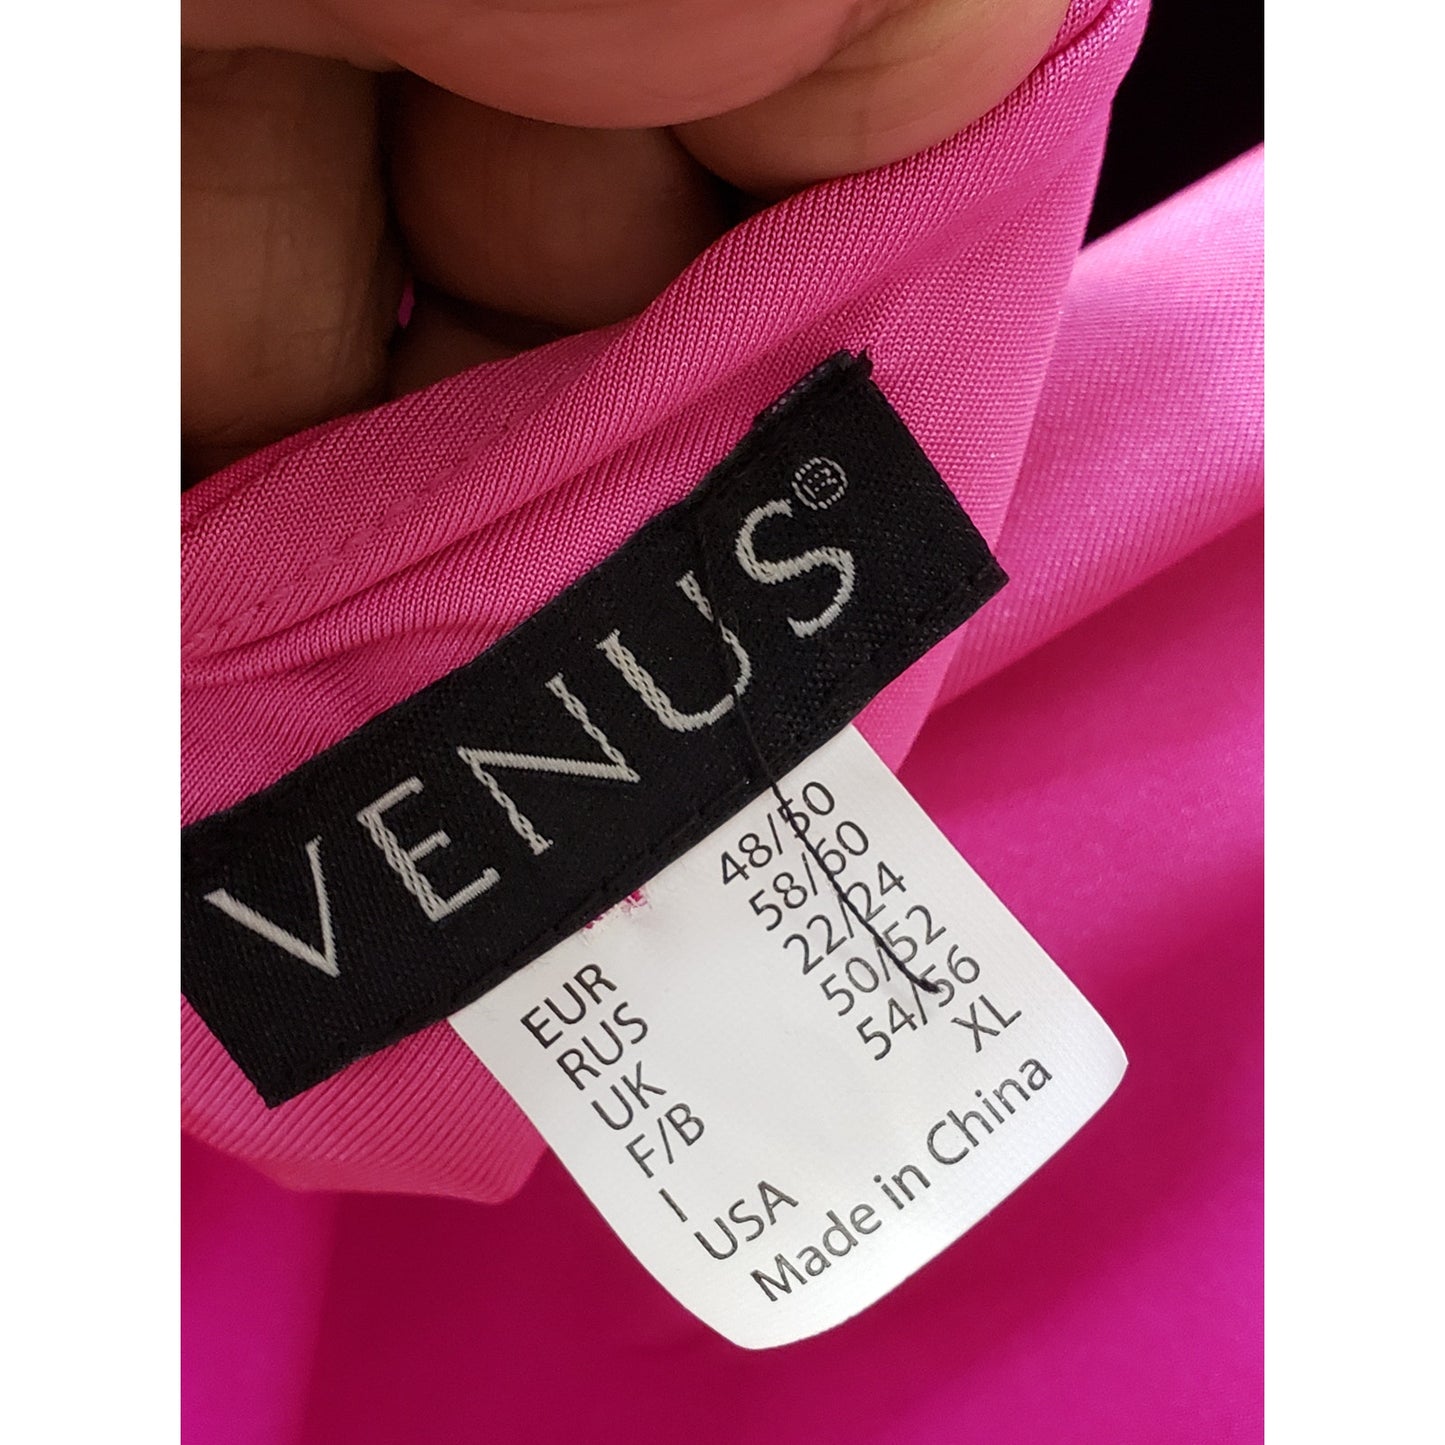 VENUS®
EUR 48/50
RUS 58/60
UK 22/24
F/B 50/52
I 54/56
USA XL
Made in China